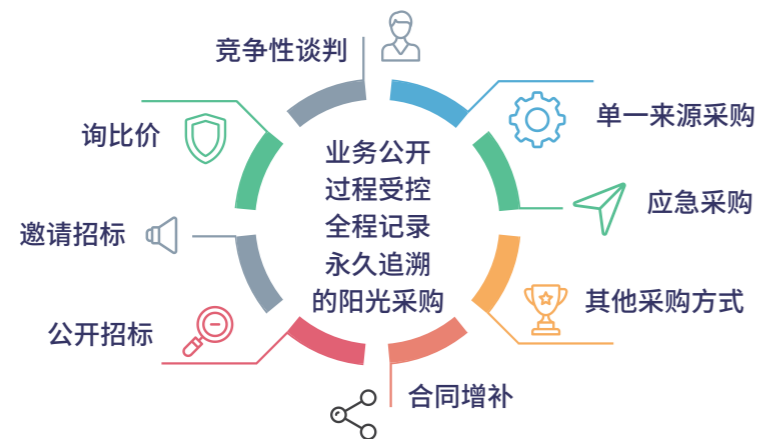 竞争性谈判
询比价
单一来源采购
业务公开
过程受控
全程记录
永久追溯
的阳光采购
应急采购
邀请招标
其他采购方式
公开招标
合同增补